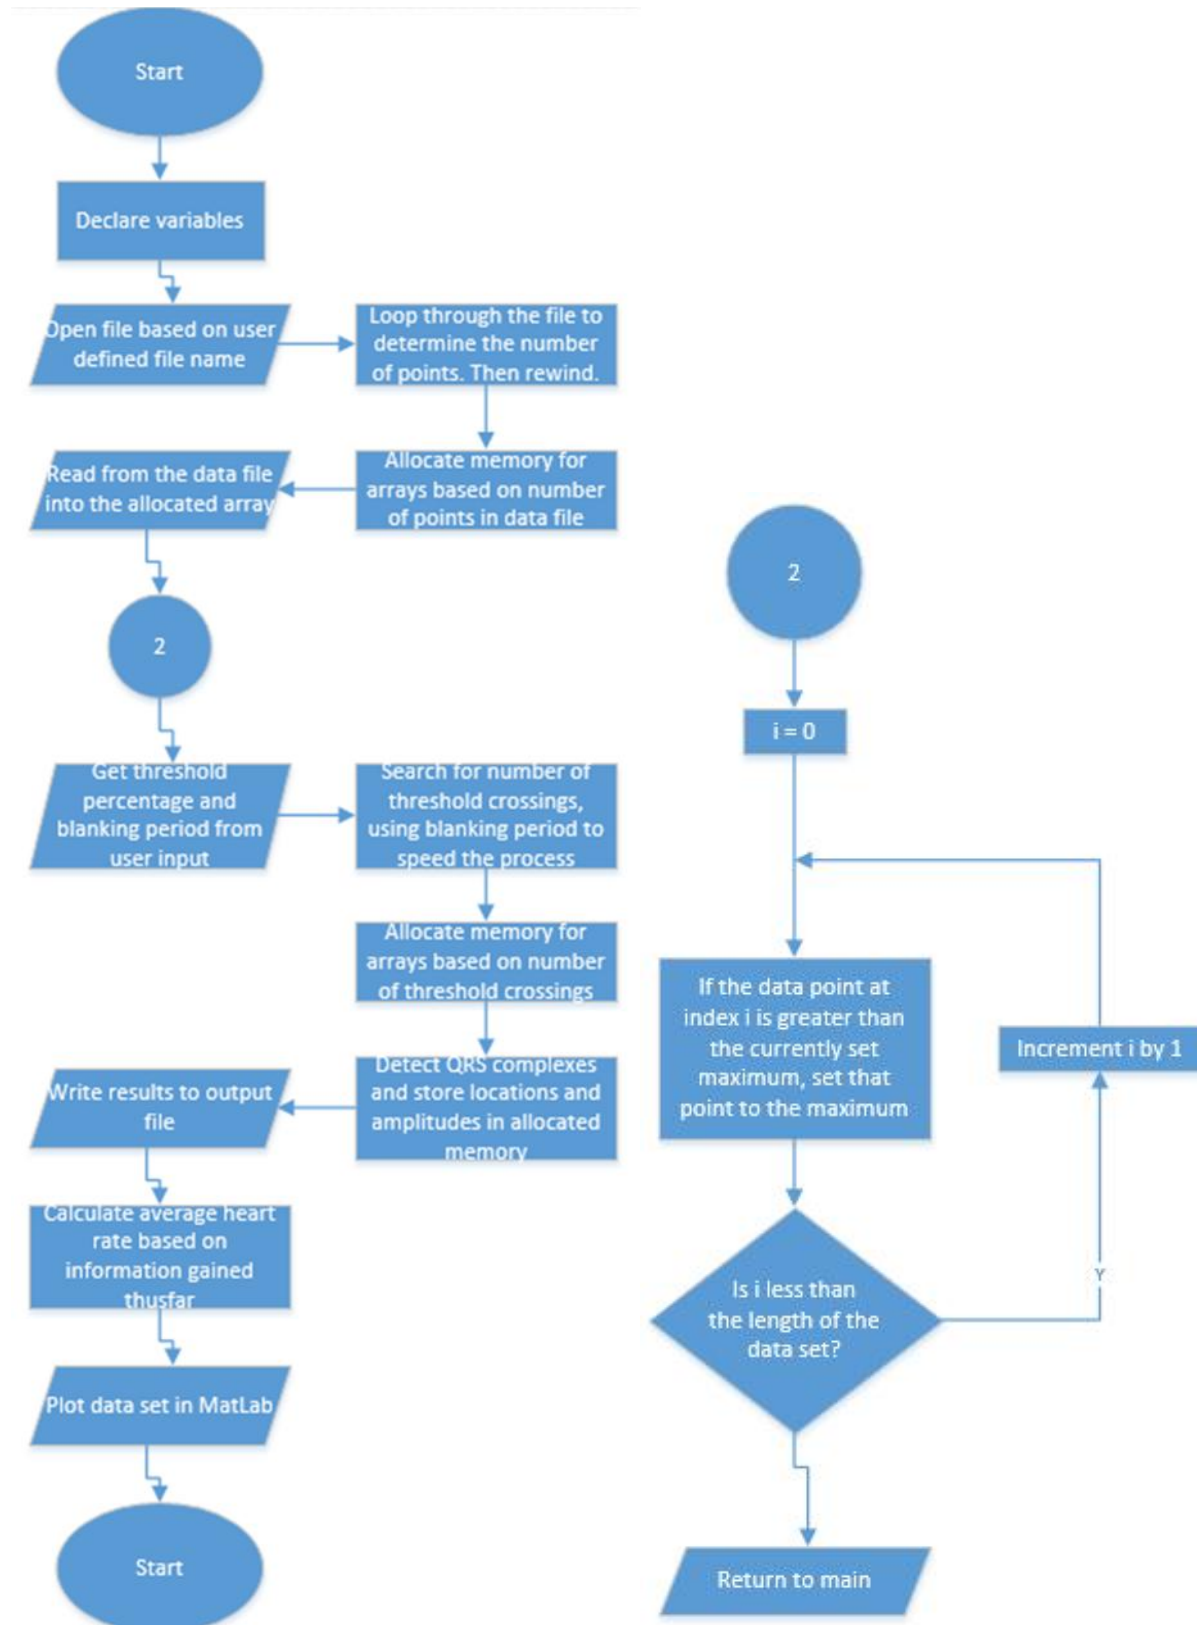 Start
Declare variables
Open file based on user
defined file name
Loop through the file to
determine the number
of points. Then rewind.
Allocate memory for
arrays based on number
of points in data file
Read from the data file
into the allocated array
2
Get threshold
percentage and
blanking period from
user input
Search for number of
threshold crossings,
using blanking period to
speed the process
Allocate memory for
arrays based on number
of threshold crossings
Detect QRS complexes
and store locations and
amplitudes in allocated
memory
Write results to output
file
Calculate average heart
rate based on
information gained
thusfar
Plot data set in MatLab
Start
2
i = 0
If the data point at
index i is greater than
the currently set
maximum, set that
point to the maximum
Increment i by 1
Y
Is i less than
the length of the
data set?
Return to main